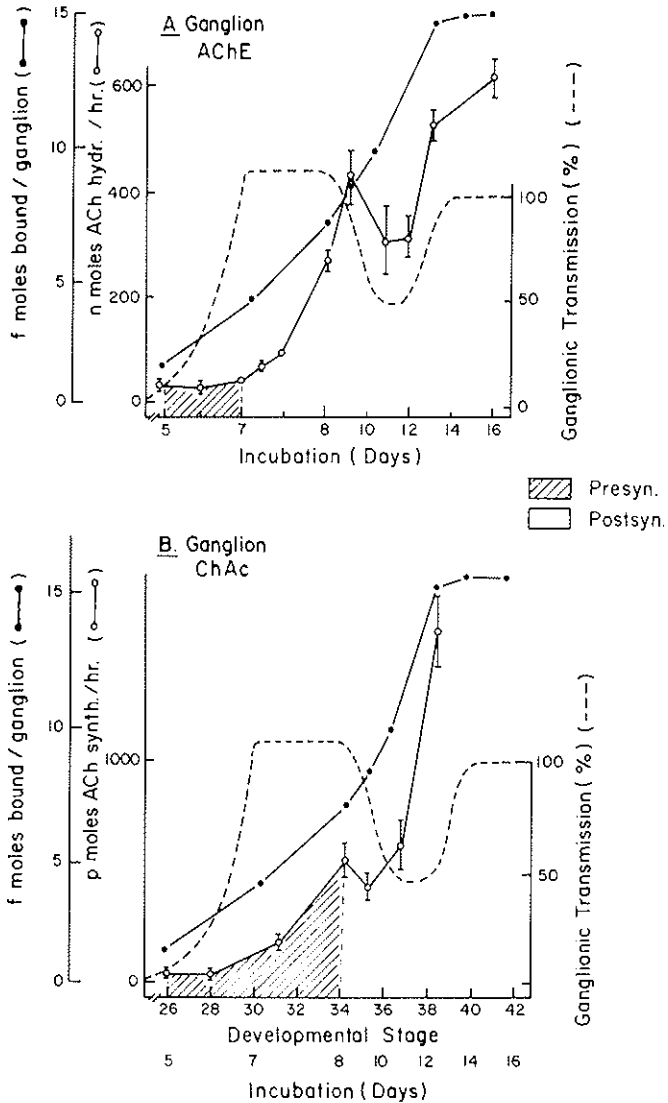 A Ganglion
AChE
f moles bound / ganglion (●—●)
n moles ACh hydr. / hr. (○—○)
15
10
5
0
600
400
200
0
Ganglionic Transmission (%) (----)
100
50
0
5
7
8
10
12
14
16
Incubation (Days)
Presyn.
Postsyn.
B. Ganglion
ChAc
f moles bound / ganglion (●—●)
p moles ACh synth./hr. (○—○)
15
10
5
0
1000
0
Ganglionic Transmission (%) (---)
100
50
0
26
28
30
32
34
36
38
40
42
Developmental Stage
5
7
8
10
12
14
16
Incubation (Days)